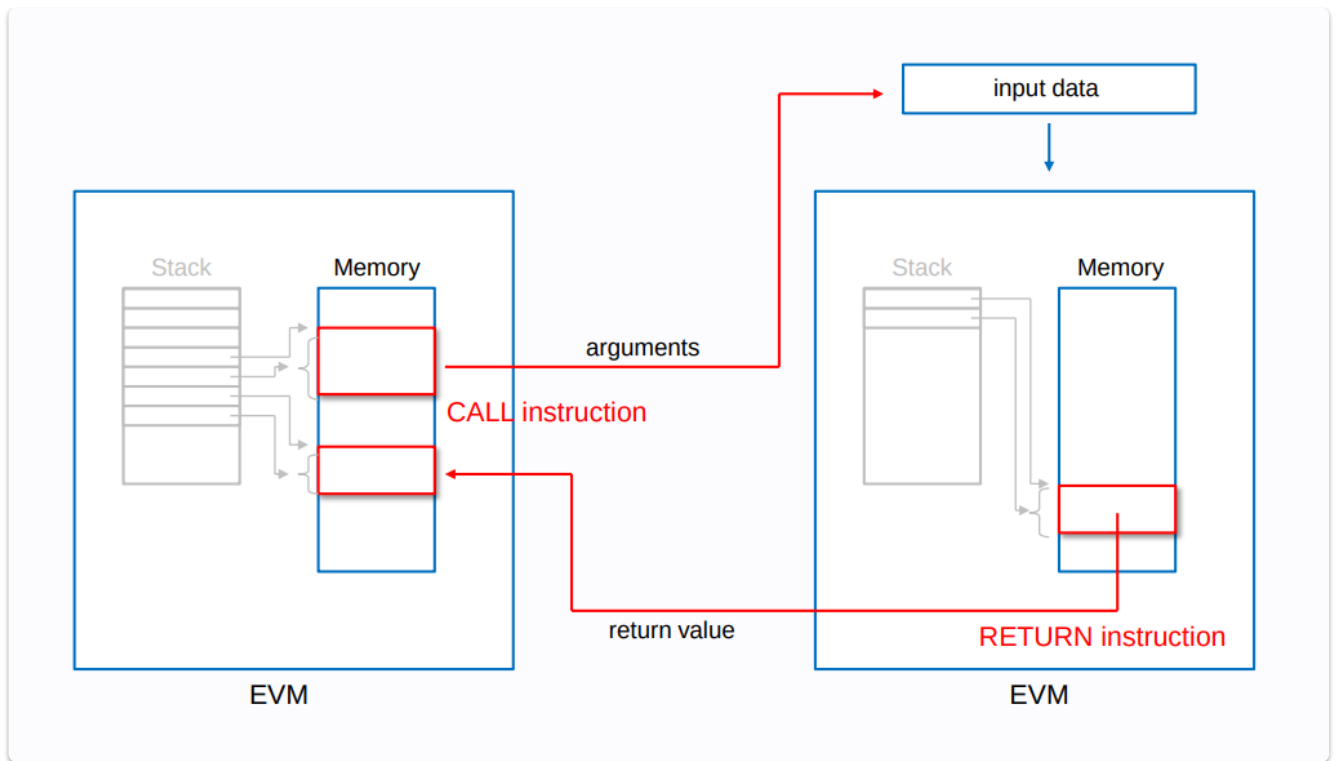 input data
Stack
Memory
Stack
Memory
arguments
CALL instruction
return value
RETURN instruction
EVM
EVM